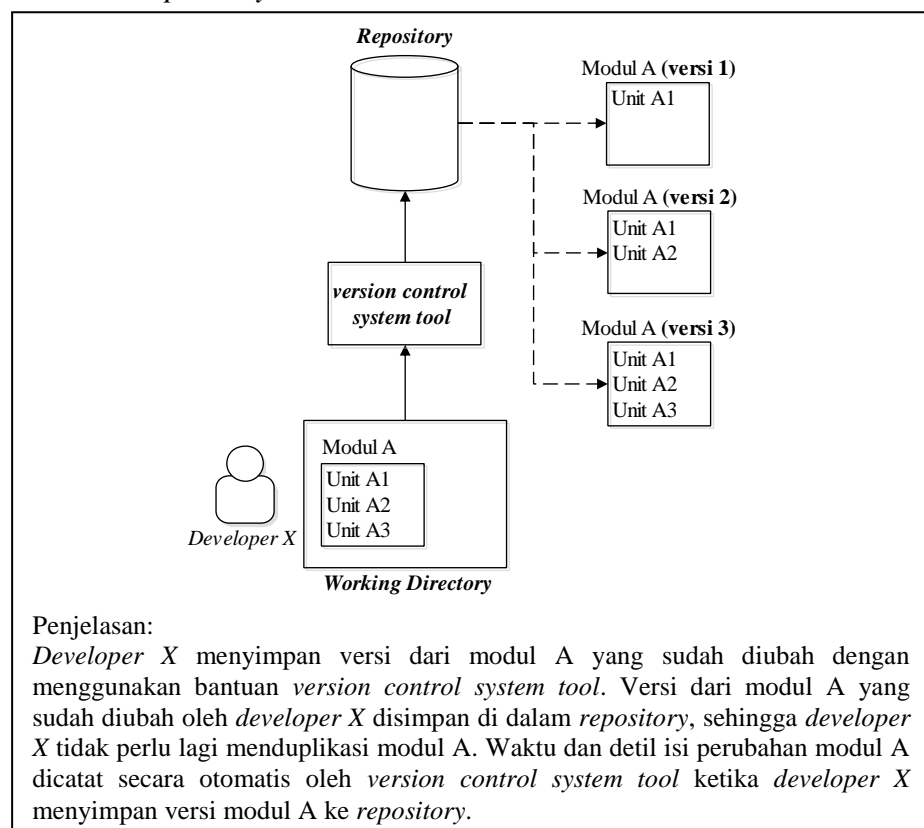 Repository
Modul A (versi 1)
Unit A1
Modul A (versi 2)
Unit A1
Unit A2
version control
system tool
Modul A (versi 3)
Unit A1
Unit A2
Unit A3
Modul A
Unit A1
Unit A2
Unit A3
Developer X
Working Directory
Penjelasan:
Developer X menyimpan versi dari modul A yang sudah diubah dengan
menggunakan bantuan version control system tool. Versi dari modul A yang
sudah diubah oleh developer X disimpan di dalam repository, sehingga developer
X tidak perlu lagi menduplikasi modul A. Waktu dan detil isi perubahan modul A
dicatat secara otomatis oleh version control system tool ketika developer X
menyimpan versi modul A ke repository.